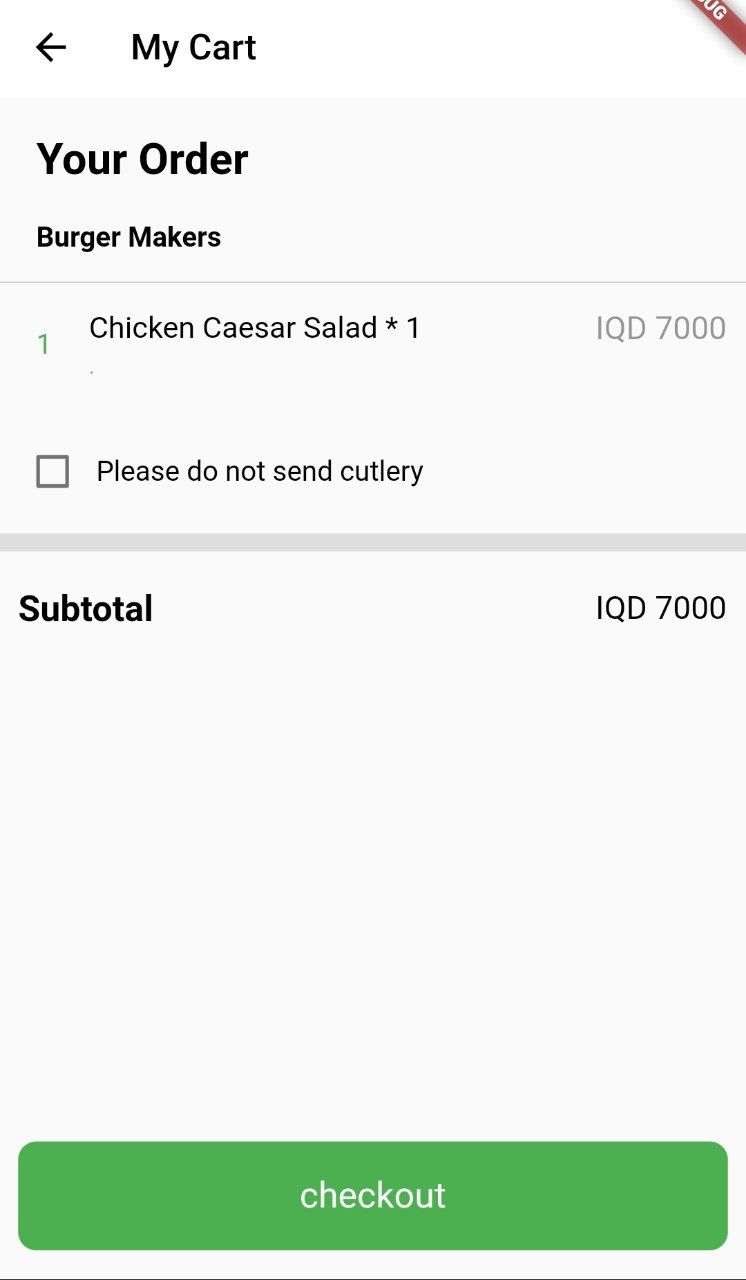 My Cart
Your Order
Burger Makers
1 Chicken Caesar Salad * 1 IQD 7000
.
Please do not send cutlery
Subtotal IQD 7000
checkout